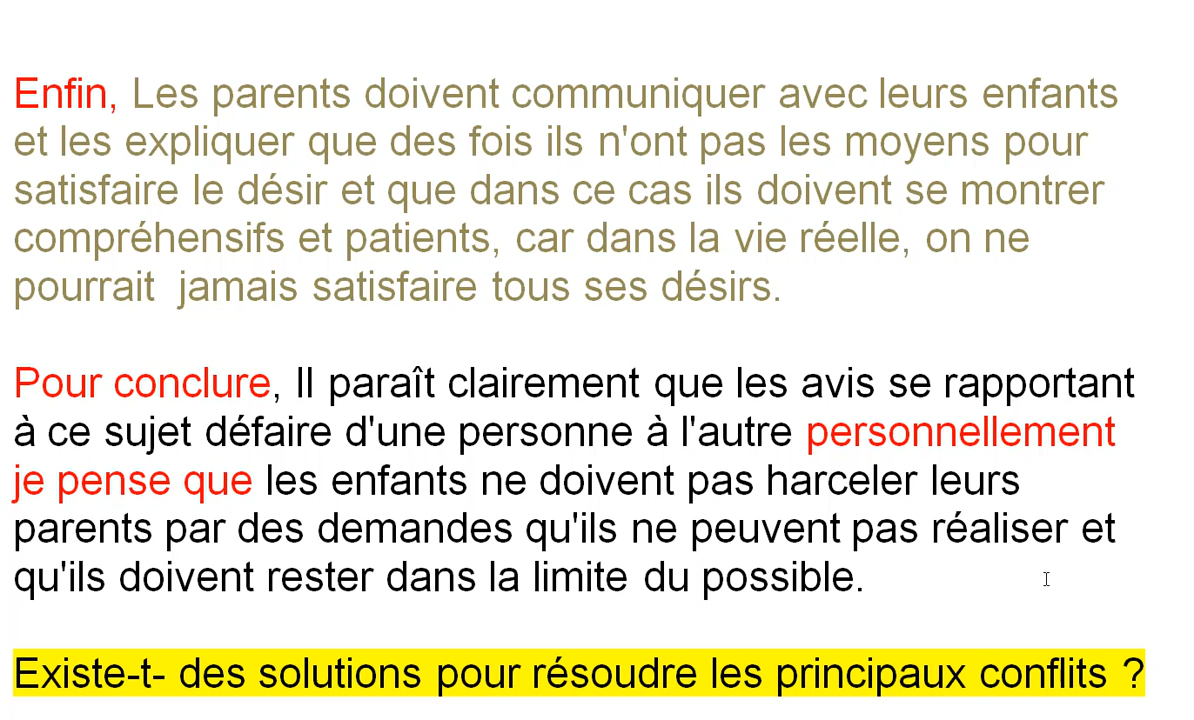 Enfin, Les parents doivent communiquer avec leurs enfants
et les expliquer que des fois ils n'ont pas les moyens pour
satisfaire le désir et que dans ce cas ils doivent se montrer
compréhensifs et patients, car dans la vie réelle, on ne
pourrait  jamais satisfaire tous ses désirs.
Pour conclure, Il paraît clairement que les avis se rapportant
à ce sujet défaire d'une personne à l'autre personnellement
je pense que les enfants ne doivent pas harceler leurs
parents par des demandes qu'ils ne peuvent pas réaliser et
qu'ils doivent rester dans la limite du possible.
Existe-t- des solutions pour résoudre les principaux conflits ?